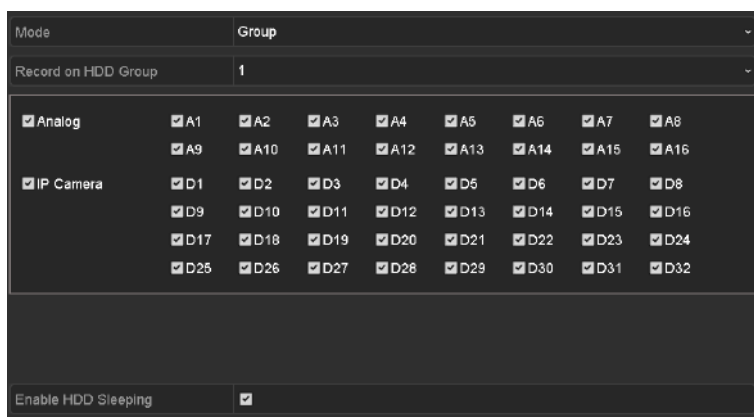 Mode Group
Record on HDD Group 1
Analog A1 A2 A3 A4 A5 A6 A7 A8
A9 A10 A11 A12 A13 A14 A15 A16
IP Camera D1 D2 D3 D4 D5 D6 D7 D8
D9 D10 D11 D12 D13 D14 D15 D16
D17 D18 D19 D20 D21 D22 D23 D24
D25 D26 D27 D28 D29 D30 D31 D32
Enable HDD Sleeping